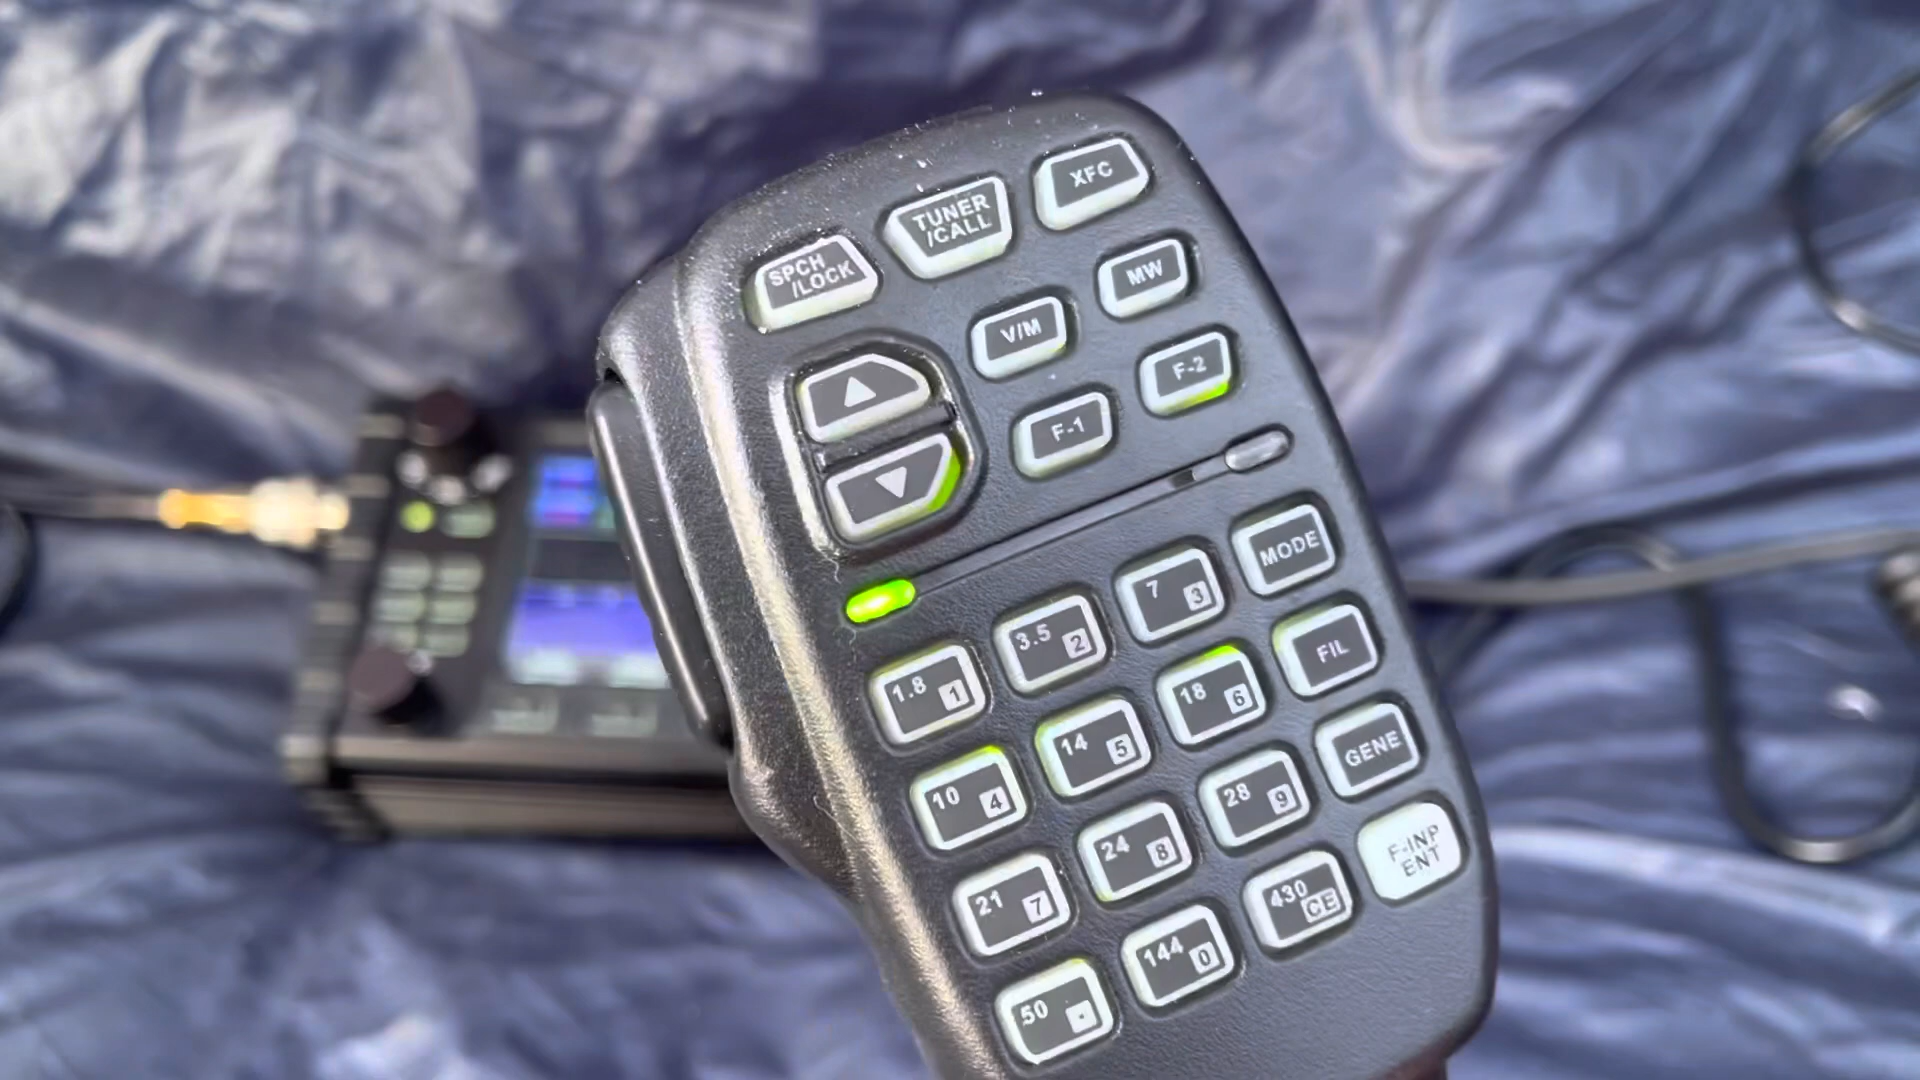 SPCH
/LOCK
TUNER
/CALL
XFC
V/M
MW
F-1
F-2
1.8 1
3.5 2
7 3
MODE
10 4
14 5
18 6
FIL
21 7
24 8
28 9
GENE
50 .
144 0
430 CE
F-INP
ENT